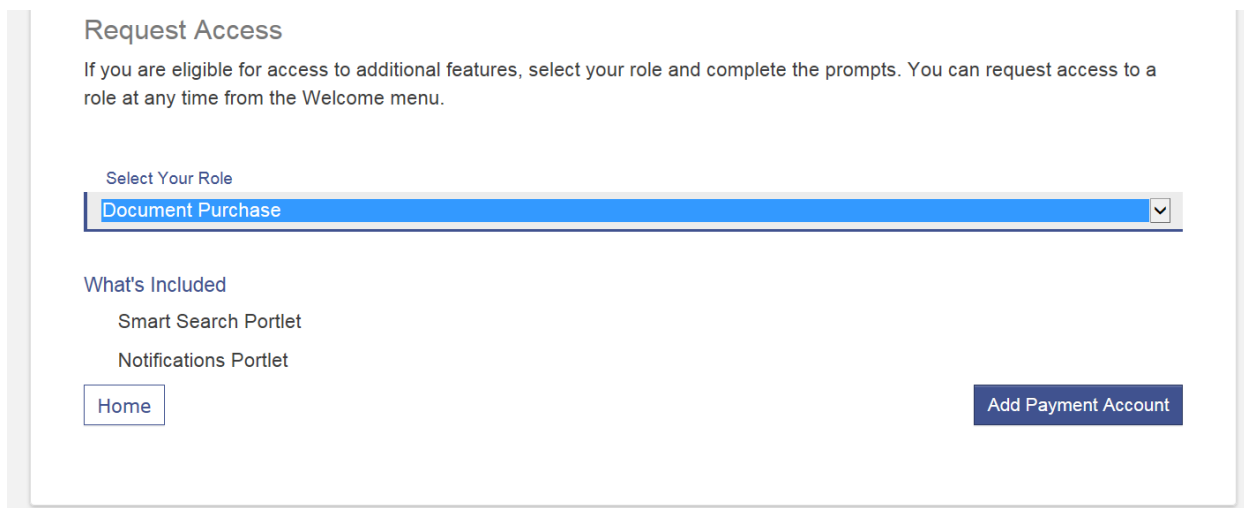 Request Access
If you are eligible for access to additional features, select your role and complete the prompts. You can request access to a
role at any time from the Welcome menu.
Select Your Role
Document Purchase
What's Included
Smart Search Portlet
Notifications Portlet
Home
Add Payment Account